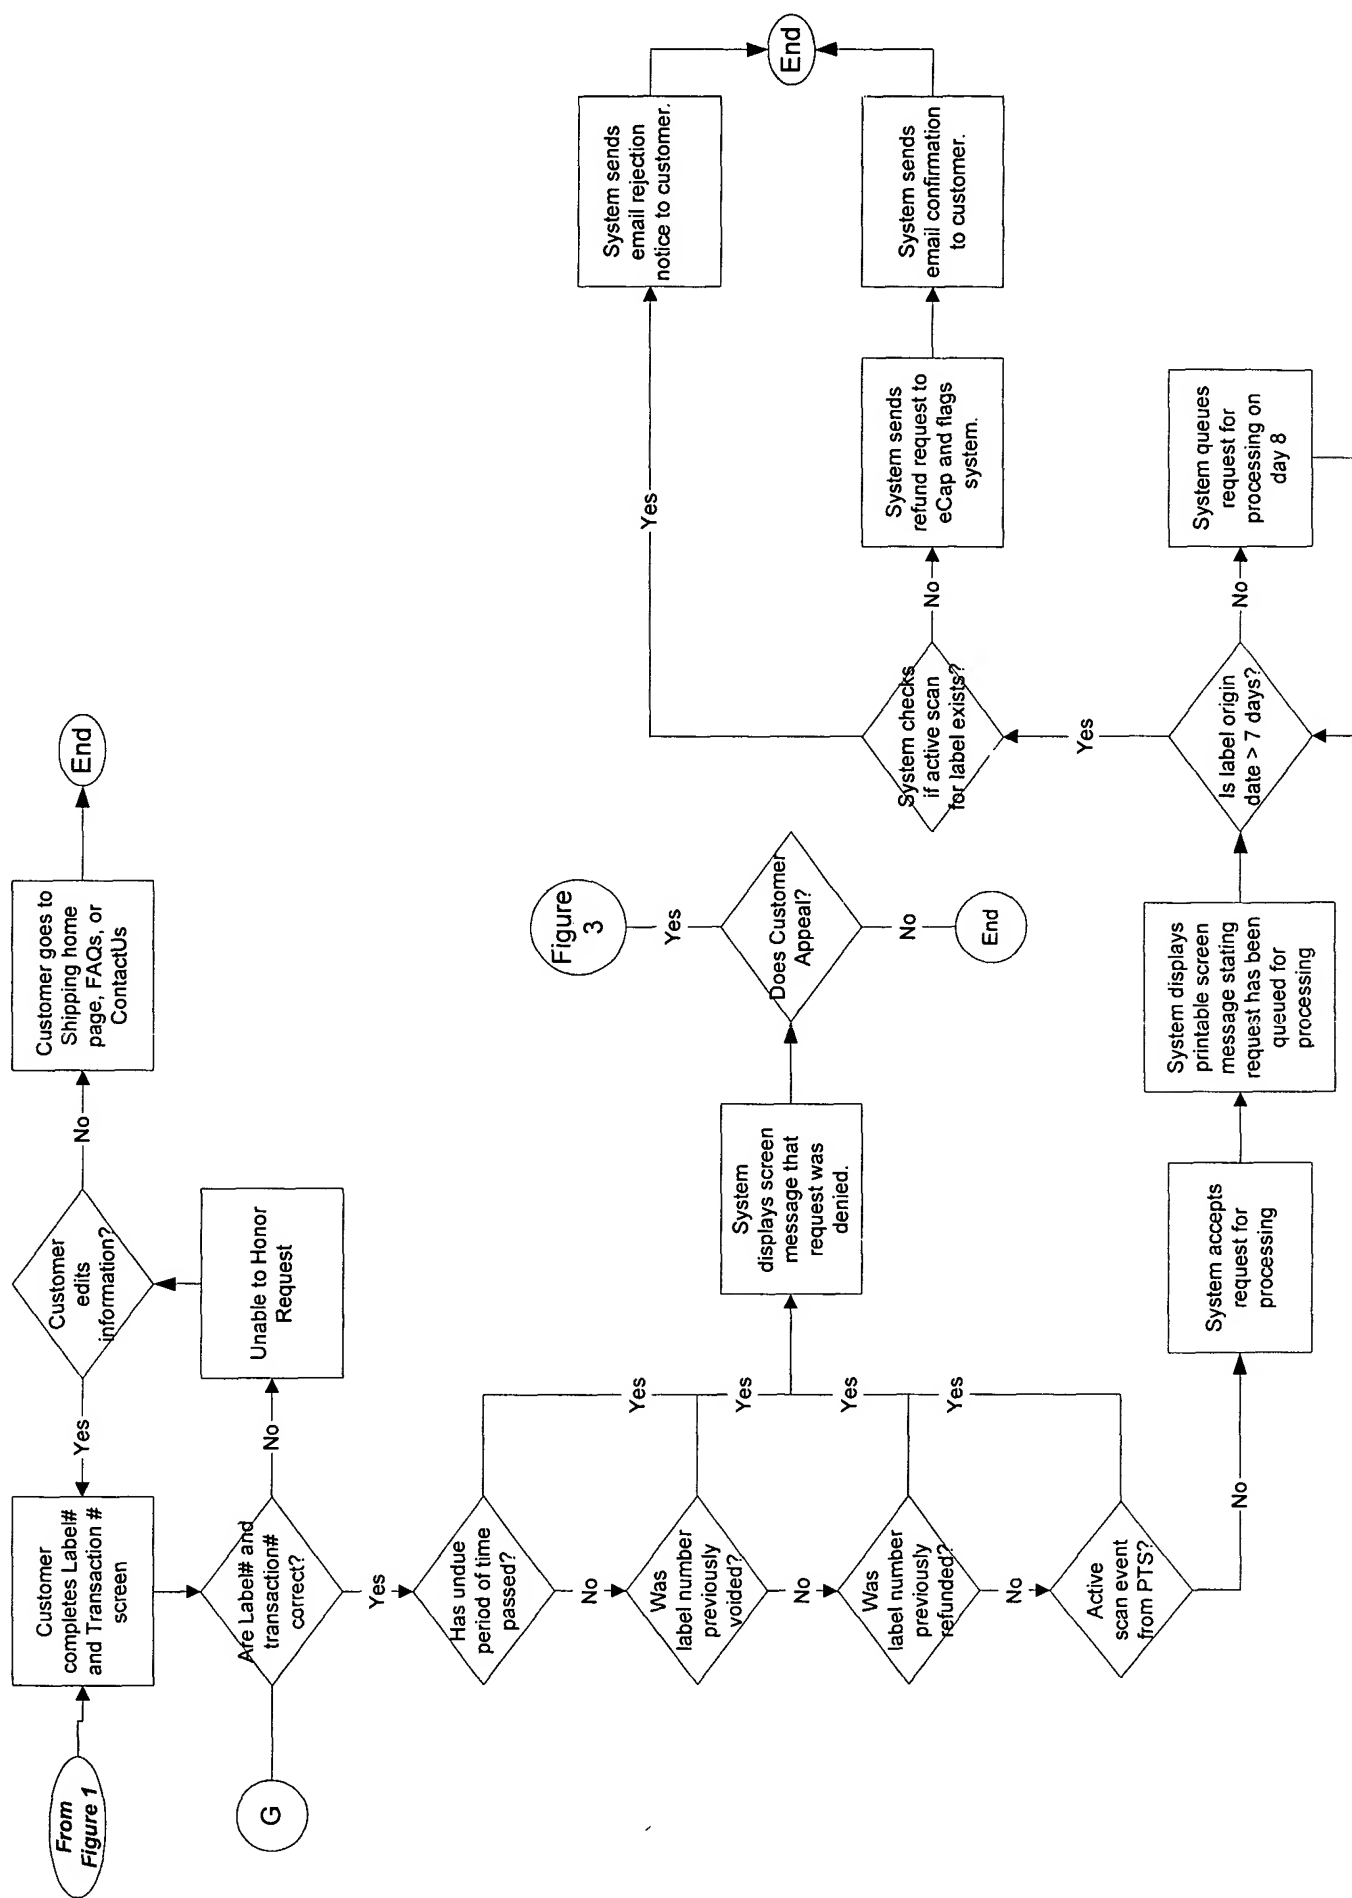 From
Figure 1
Customer
completes Label#
and Transaction #
screen
Yes
Customer
edits
information?
No
Customer goes to
Shipping home
page, FAQs, or
ContactUs
End
G
Are Label# and
transaction#
correct?
No
Unable to Honor
Request
Yes
Has undue
period of time
passed?
Yes
No
Was
label number
previously
voided?
Yes
No
Was
label number
previously
refunded?
Yes
No
Active
scan event
from PTS?
Yes
No
System
displays screen
message that
request was
denied.
Does Customer
Appeal?
Yes
Figure
3
No
End
System accepts
request for
processing
System displays
printable screen
message stating
request has been
queued for
processing
Is label origin
date > 7 days?
No
System queues
request for
processing on
day 8
Yes
System checks
if active scan
for label exists?
No
System sends
refund request to
eCap and flags
system.
System sends
email confirmation
to customer.
Yes
System sends
email rejection
notice to customer.
End